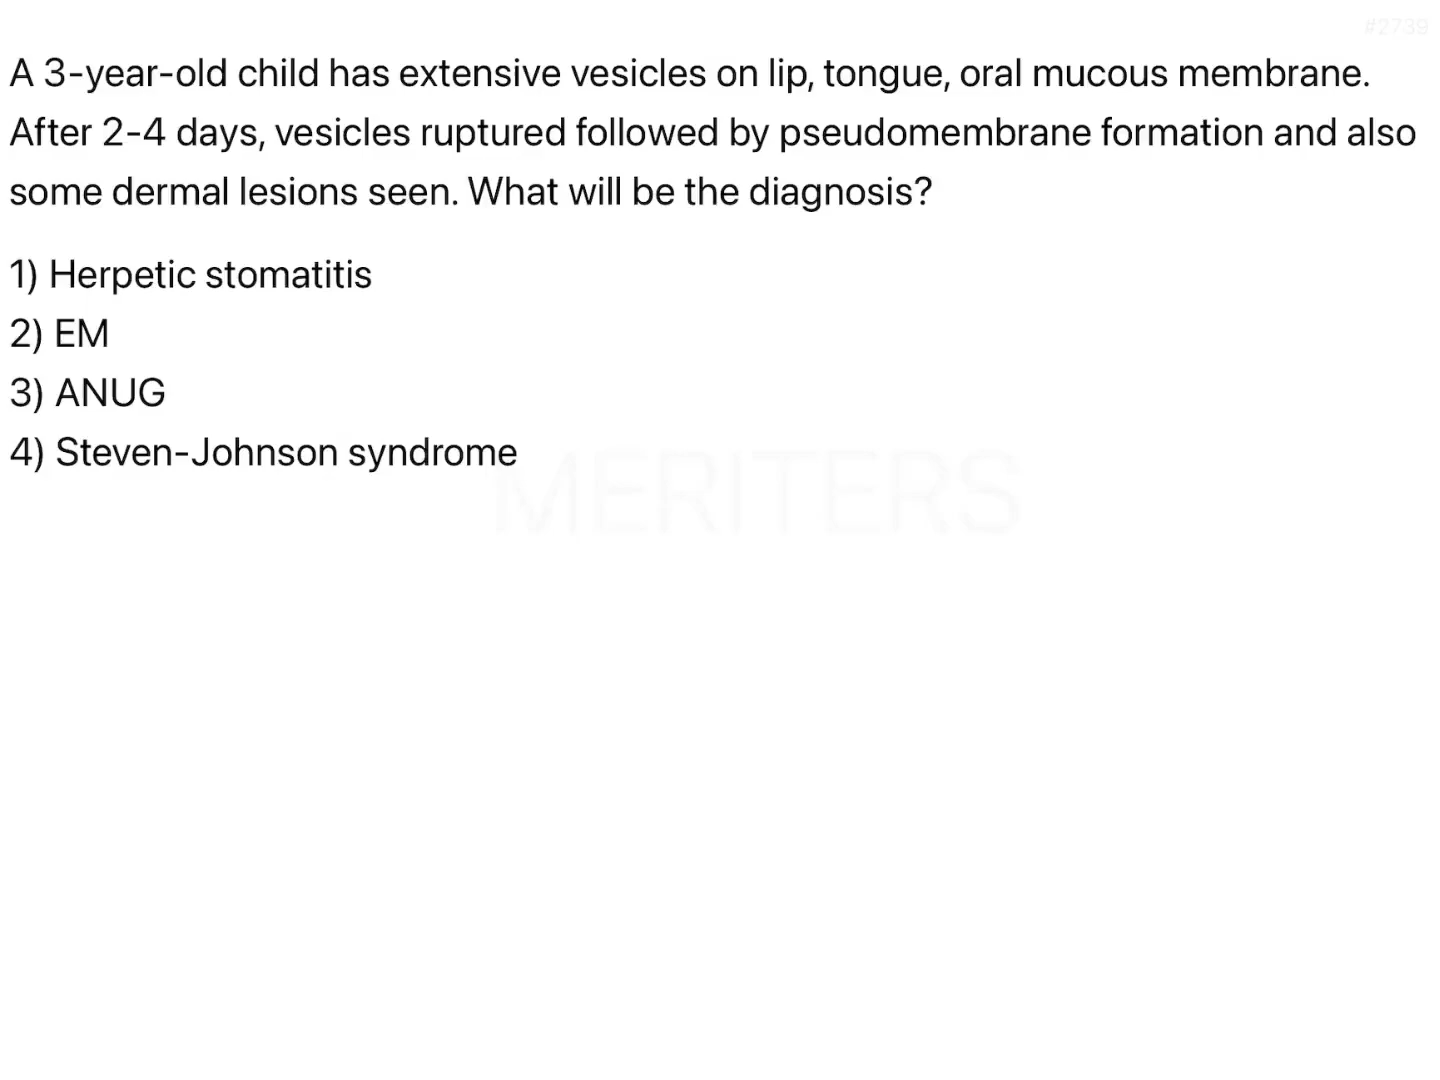 #2739
A 3-year-old child has extensive vesicles on lip, tongue, oral mucous membrane.
After 2-4 days, vesicles ruptured followed by pseudomembrane formation and also
some dermal lesions seen. What will be the diagnosis?
1) Herpetic stomatitis
2) EM
3) ANUG
4) Steven-Johnson syndrome
MERITERS